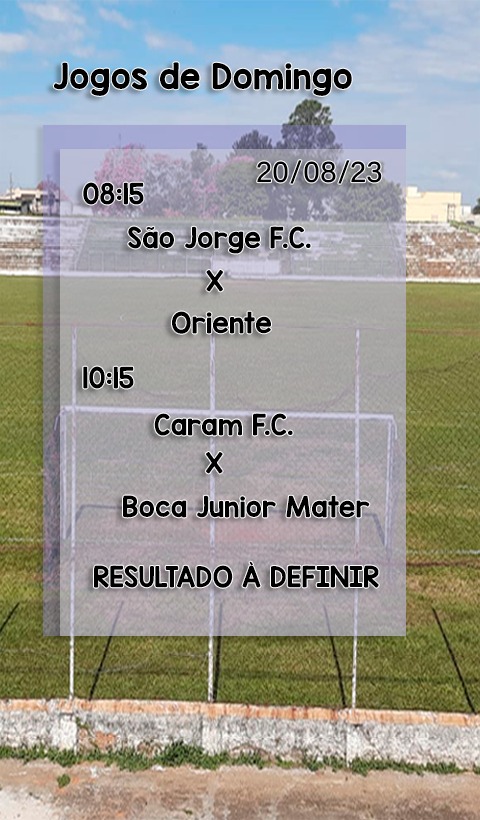 Jogos de Domingo
20/08/23
08:15
São Jorge F.C.
X
Oriente
10:15
Caram F.C.
X
Boca Junior Mater
RESULTADO À DEFINIR